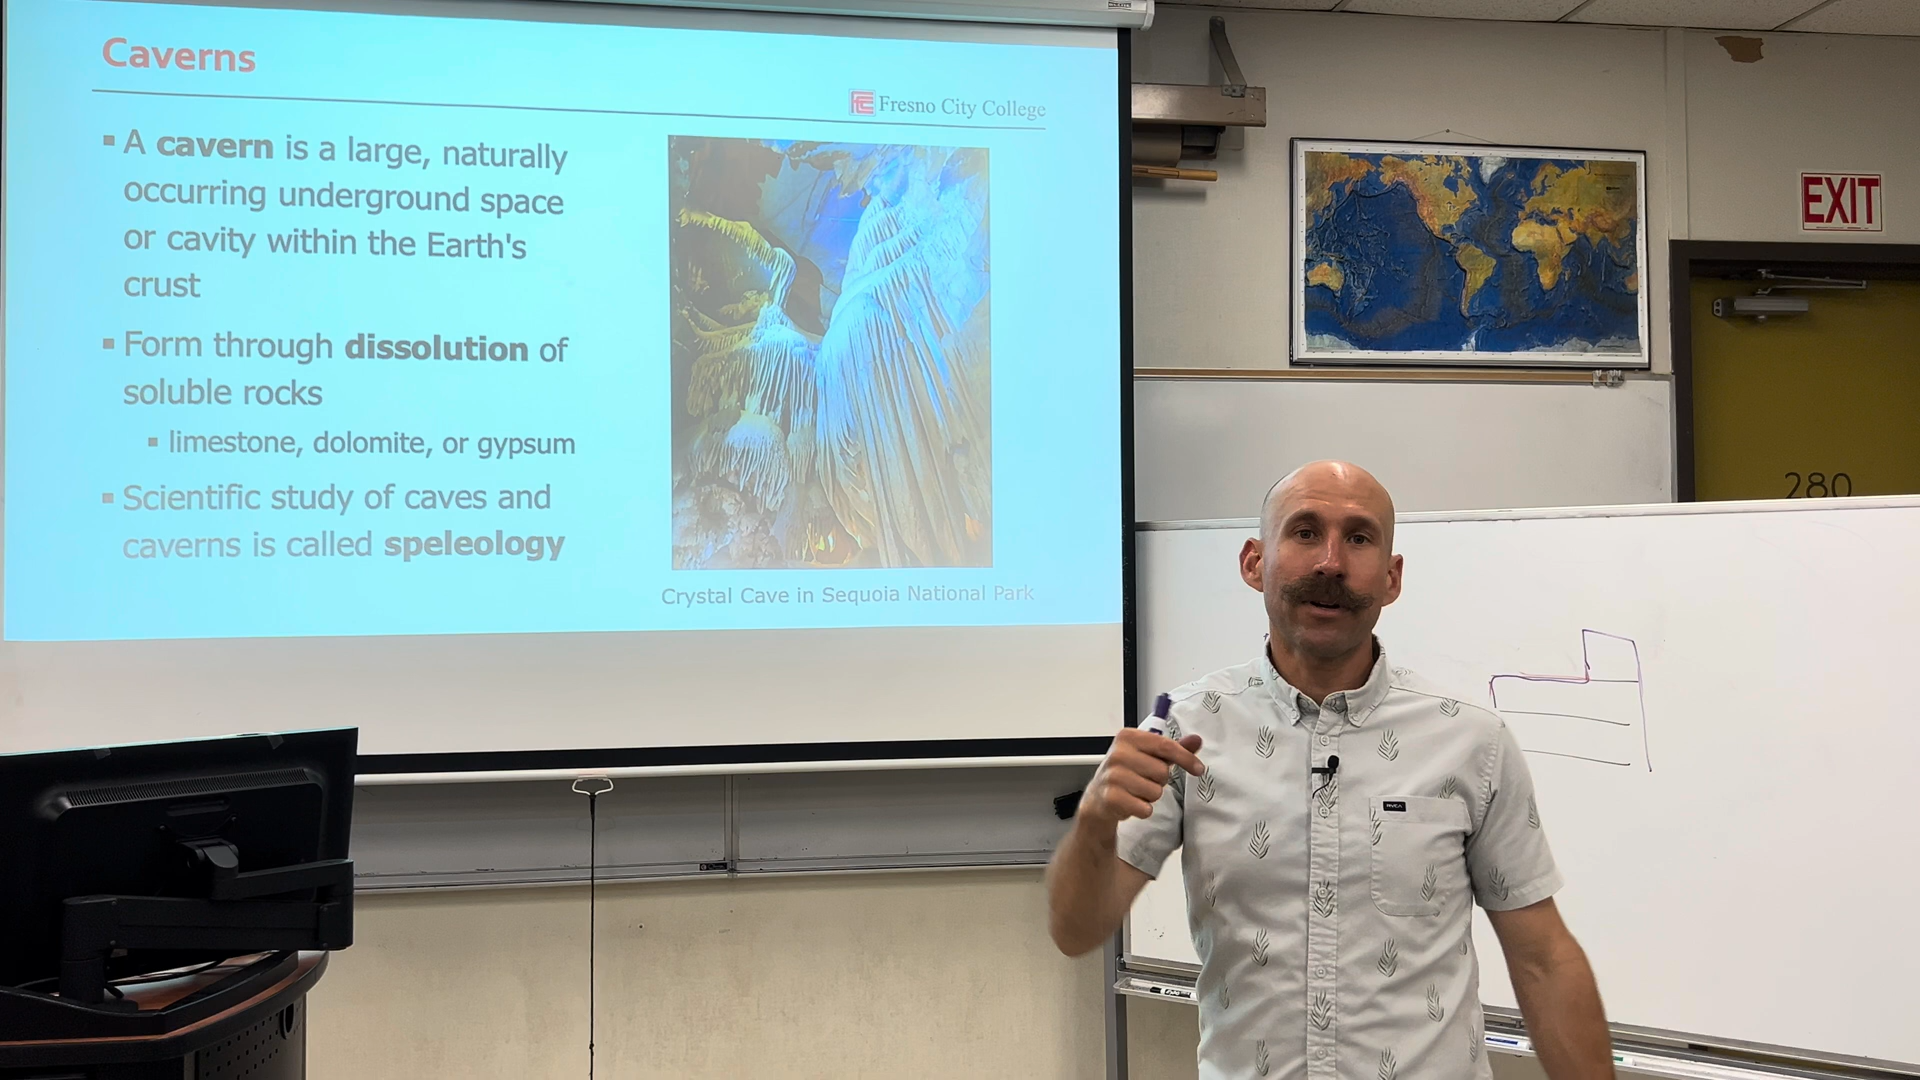 Caverns
Fresno City College
▪ A cavern is a large, naturally
occurring underground space
or cavity within the Earth's
crust
▪ Form through dissolution of
soluble rocks
▪ limestone, dolomite, or gypsum
▪ Scientific study of caves and
caverns is called speleology
Crystal Cave in Sequoia National Park
EXIT
280
RVCA